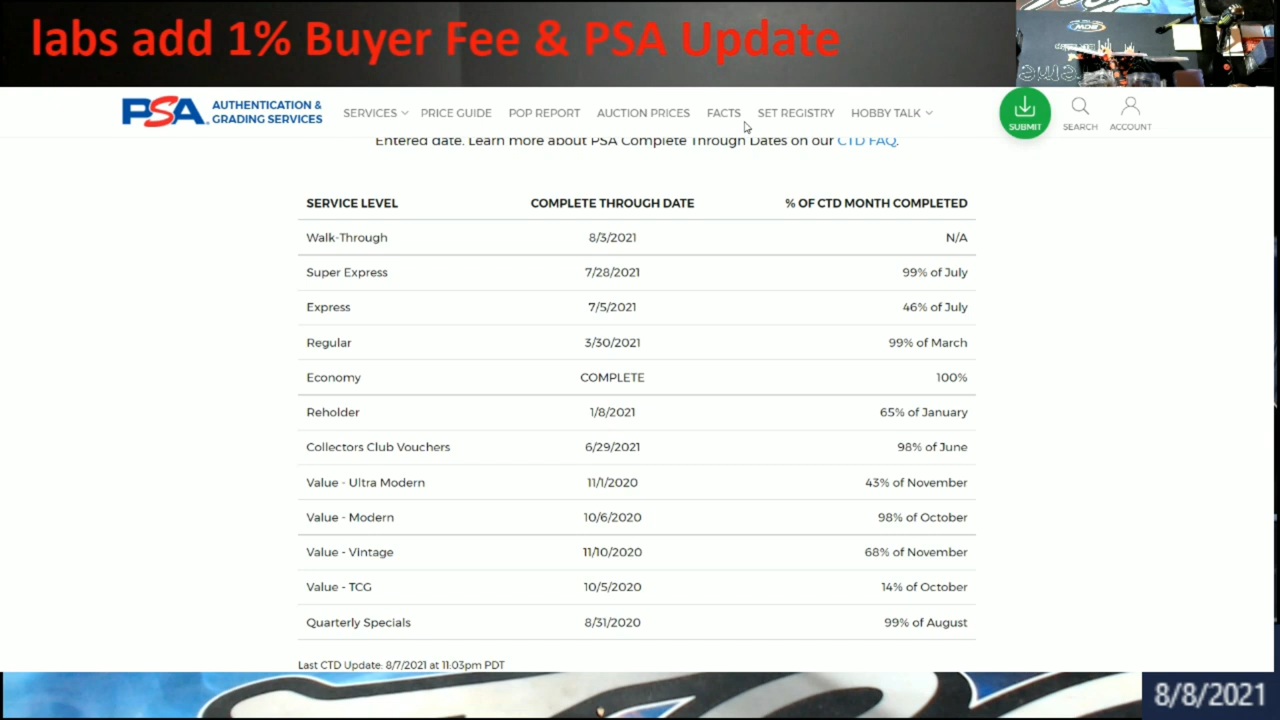 labs add 1% Buyer Fee & PSA Update
PSA AUTHENTICATION &
GRADING SERVICES
SERVICES PRICE GUIDE POP REPORT AUCTION PRICES FACTS SET REGISTRY HOBBY TALK
SUBMIT SEARCH ACCOUNT
Entered date. Learn more about PSA Complete Through Dates on our CTD FAQ.
SERVICE LEVEL COMPLETE THROUGH DATE % OF CTD MONTH COMPLETED
Walk-Through 8/3/2021 N/A
Super Express 7/28/2021 99% of July
Express 7/5/2021 46% of July
Regular 3/30/2021 99% of March
Economy COMPLETE 100%
Reholder 1/8/2021 65% of January
Collectors Club Vouchers 6/29/2021 98% of June
Value - Ultra Modern 11/1/2020 43% of November
Value - Modern 10/6/2020 98% of October
Value - Vintage 11/10/2020 68% of November
Value - TCG 10/5/2020 14% of October
Quarterly Specials 8/31/2020 99% of August
Last CTD Update: 8/7/2021 at 11:03pm PDT
8/8/2021